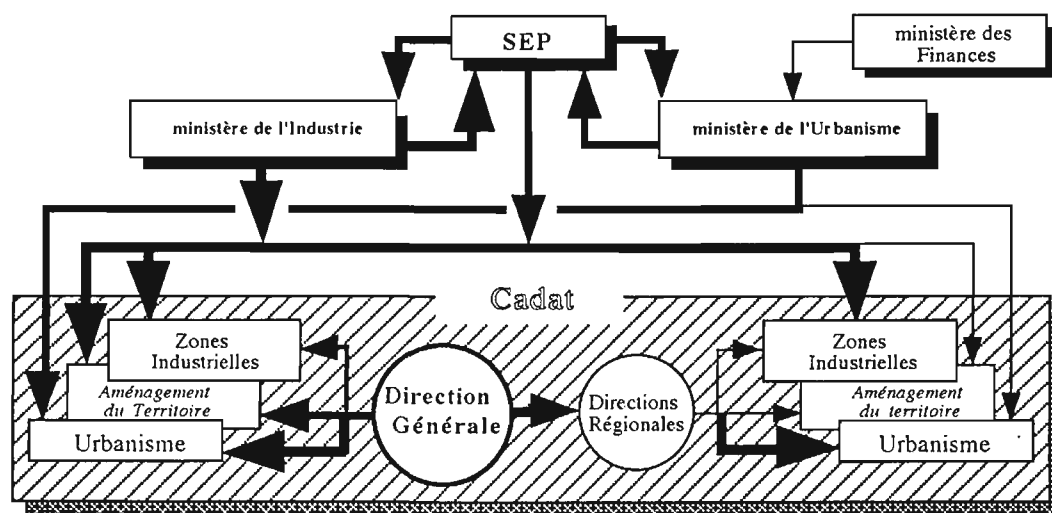 SEP
ministère des
Finances
ministère de l'Industrie
ministère de l'Urbanisme
Cadat
Zones
Industrielles
Aménagement
du Territoire
Urbanisme
Direction
Générale
Directions
Régionales
Zones
Industrielles
Aménagement
du territoire
Urbanisme